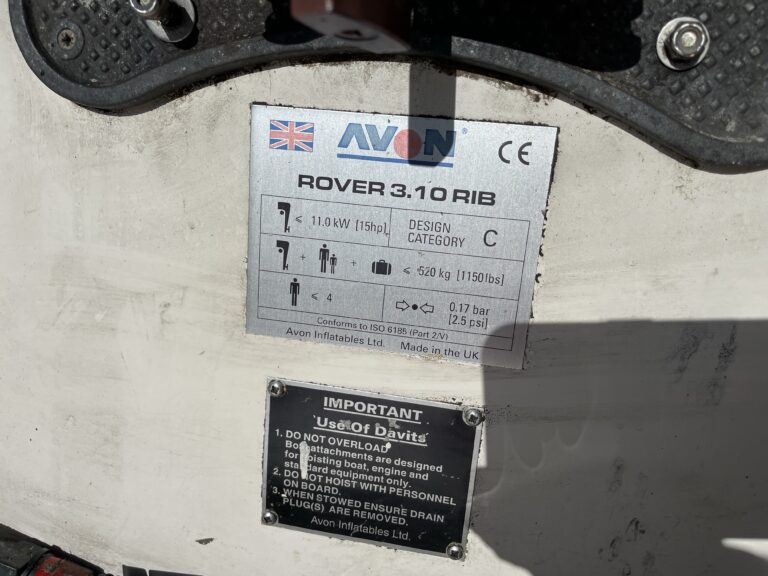 AVON®
CE
ROVER 3.10 RIB
≤ 11.0 kW [15hp]
DESIGN CATEGORY C
+ + ≤ 520 kg [1150lbs]
≤ 4
0.17 bar
[2.5 psi]
Conforms to ISO 6185 (Part 2/V)
Avon Inflatables Ltd. Made in the UK
IMPORTANT
Use Of Davits
1. DO NOT OVERLOAD
Boat attachments are designed
for hoisting boat, engine and
standard equipment only.
2. DO NOT HOIST WITH PERSONNEL
ON BOARD.
3. WHEN STOWED ENSURE DRAIN
PLUG(S) ARE REMOVED.
Avon Inflatables Ltd.